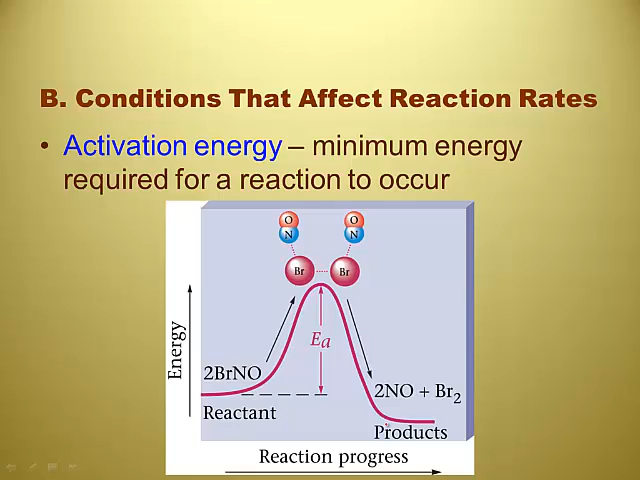 B. Conditions That Affect Reaction Rates
• Activation energy – minimum energy
required for a reaction to occur
O O
N N
Br Br
Energy
Ea
2BrNO
Reactant
2NO + Br₂
Products
Reaction progress